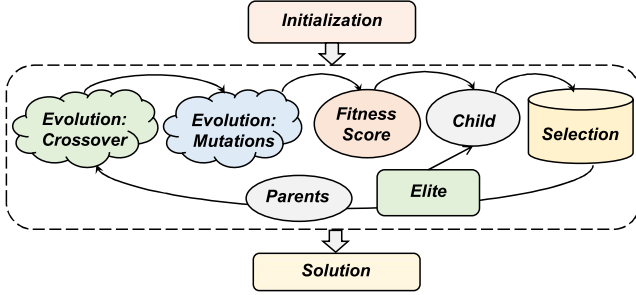 Initialization
Evolution:
Crossover
Evolution:
Mutations
Fitness
Score
Child
Selection
Parents
Elite
Solution